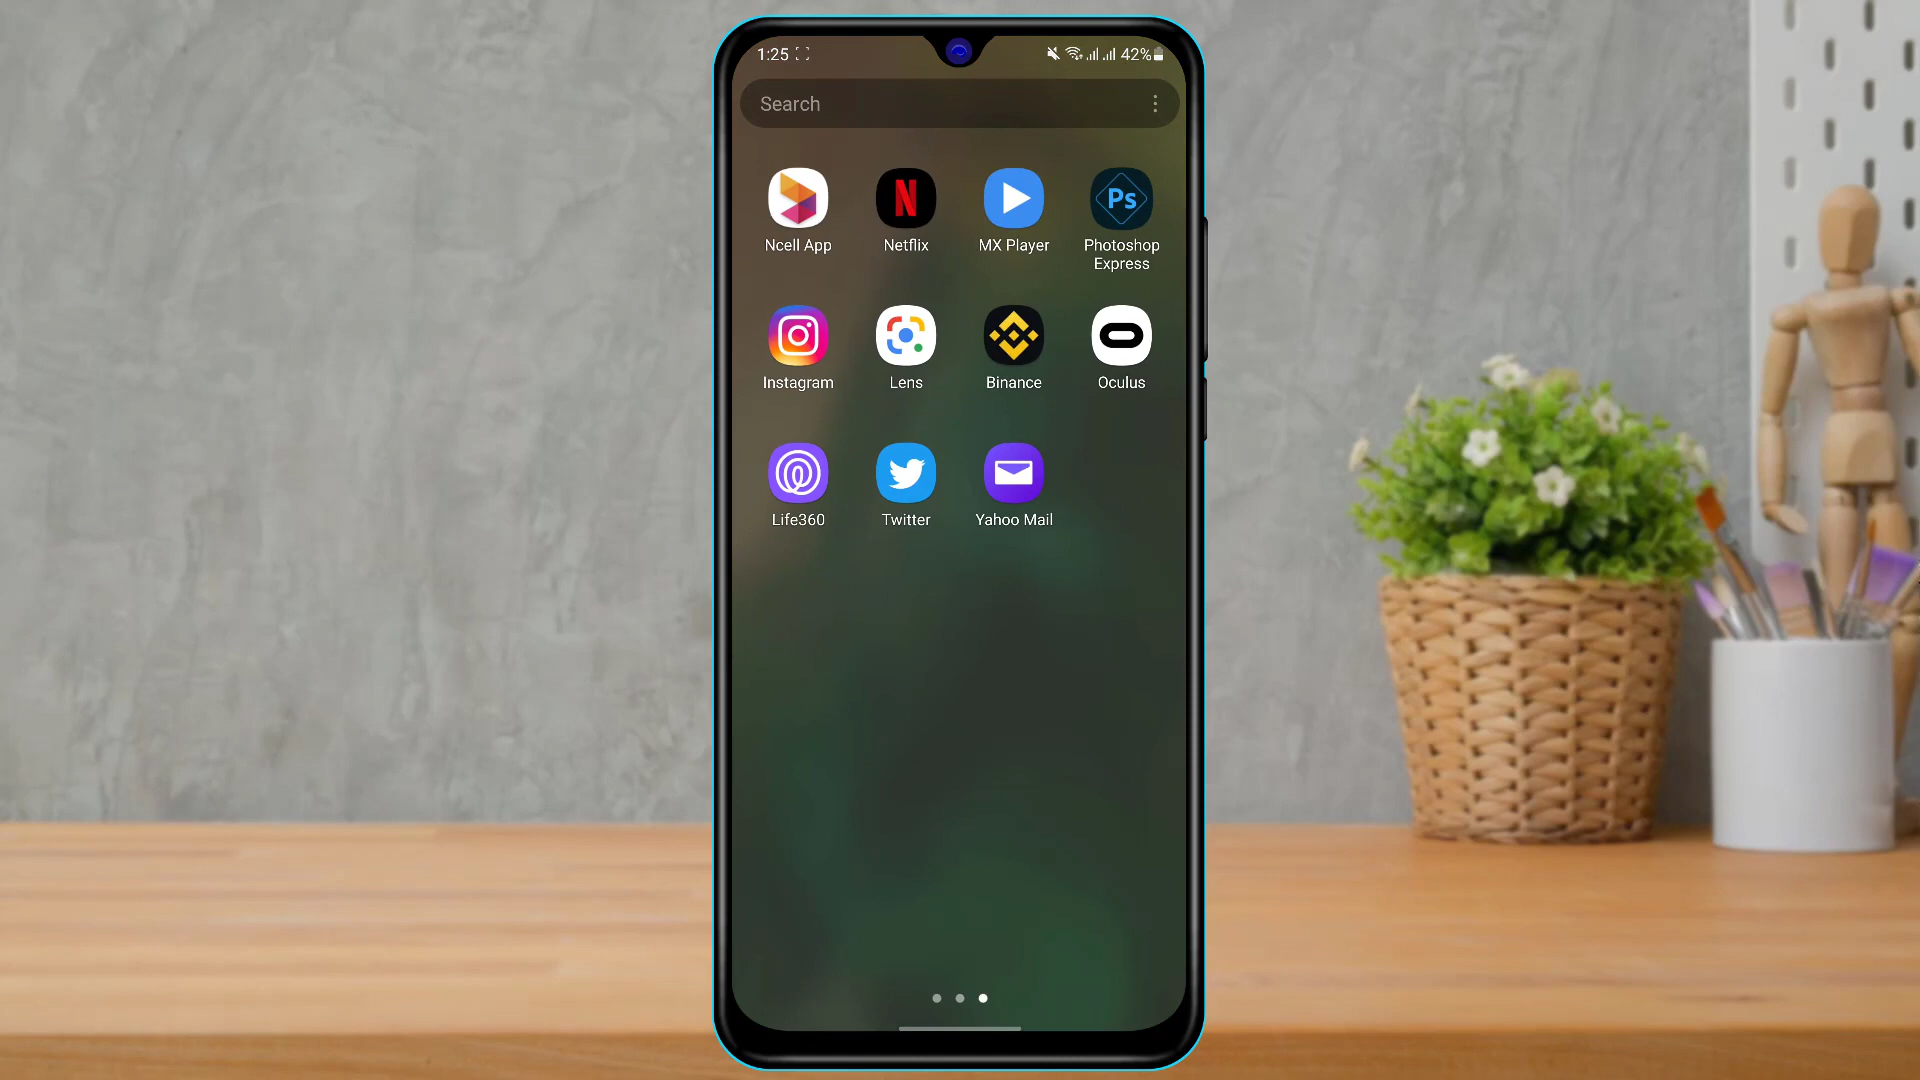 1:25 42%
Search
Ncell App Netflix MX Player Ps Photoshop
Express
Instagram Lens Binance Oculus
Life360 Twitter Yahoo Mail